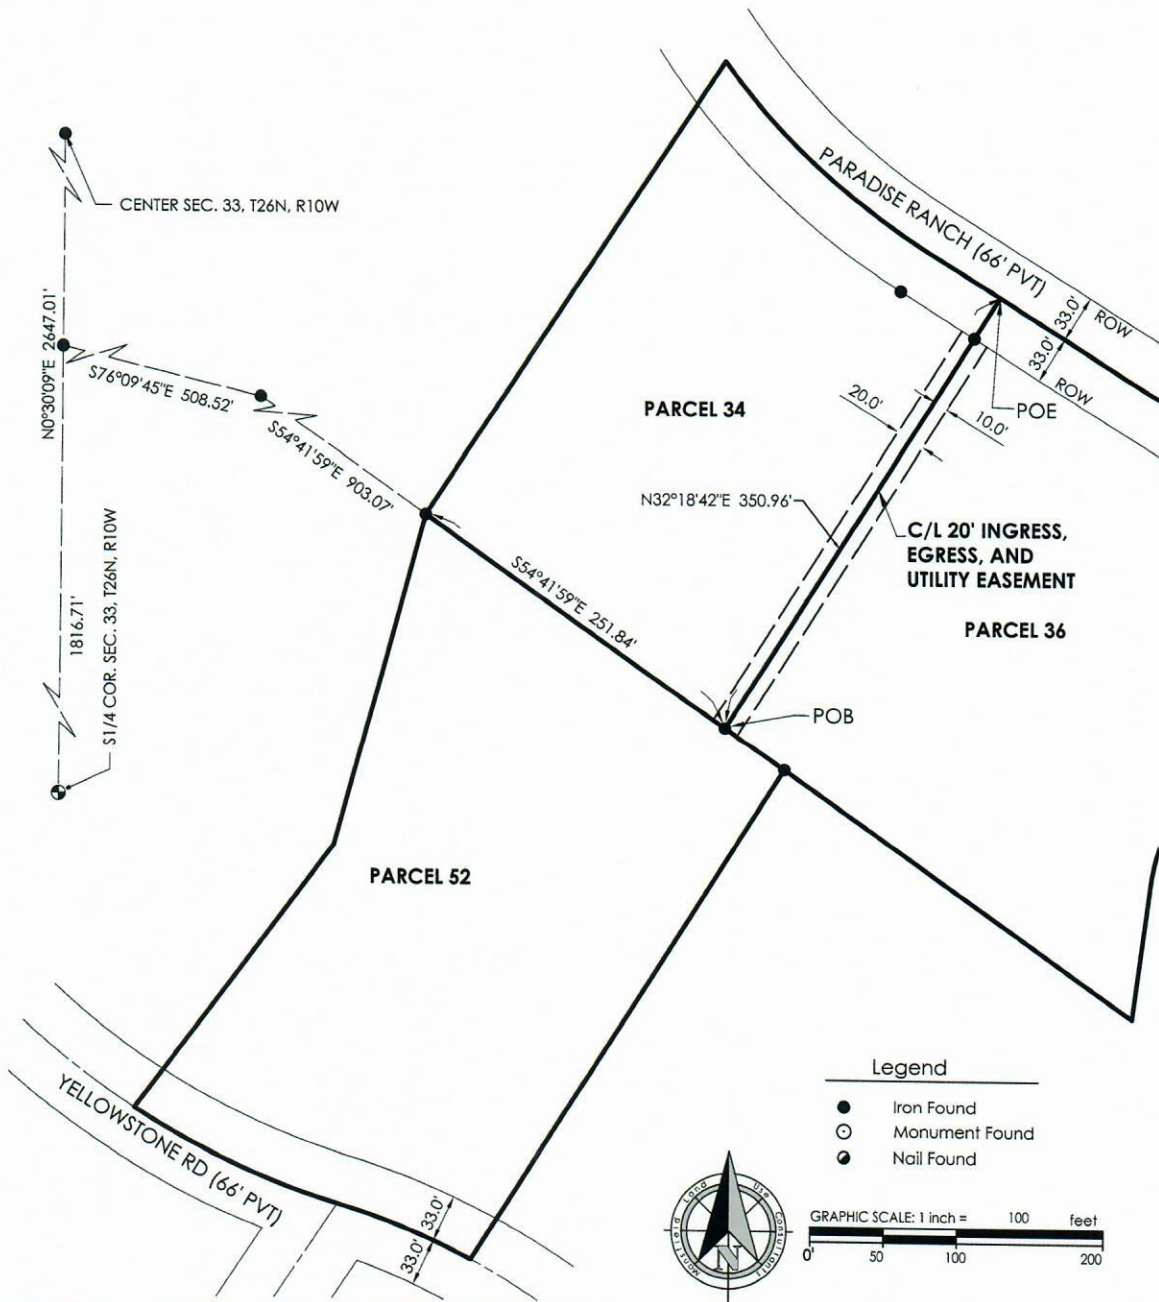 PARADISE RANCH (66' PVT)
CENTER SEC. 33, T26N, R10W
N0°30'09"E 2647.01'
33.0'
ROW
33.0'
ROW
S76°09'45"E 508.52'
PARCEL 34
20.0'
10.0'
POE
S54°41'59"E 903.07'
N32°18'42"E 350.96'
C/L 20' INGRESS,
EGRESS, AND
UTILITY EASEMENT
S54°41'59"E 251.84'
PARCEL 36
1816.71'
S1/4 COR. SEC. 33, T26N, R10W
POB
PARCEL 52
YELLOWSTONE RD (66' PVT)
33.0'
33.0'
Legend
Iron Found
Monument Found
Nail Found
Mansfield Land Use Consultants
N
GRAPHIC SCALE: 1 inch = 100 feet
0' 50 100 200